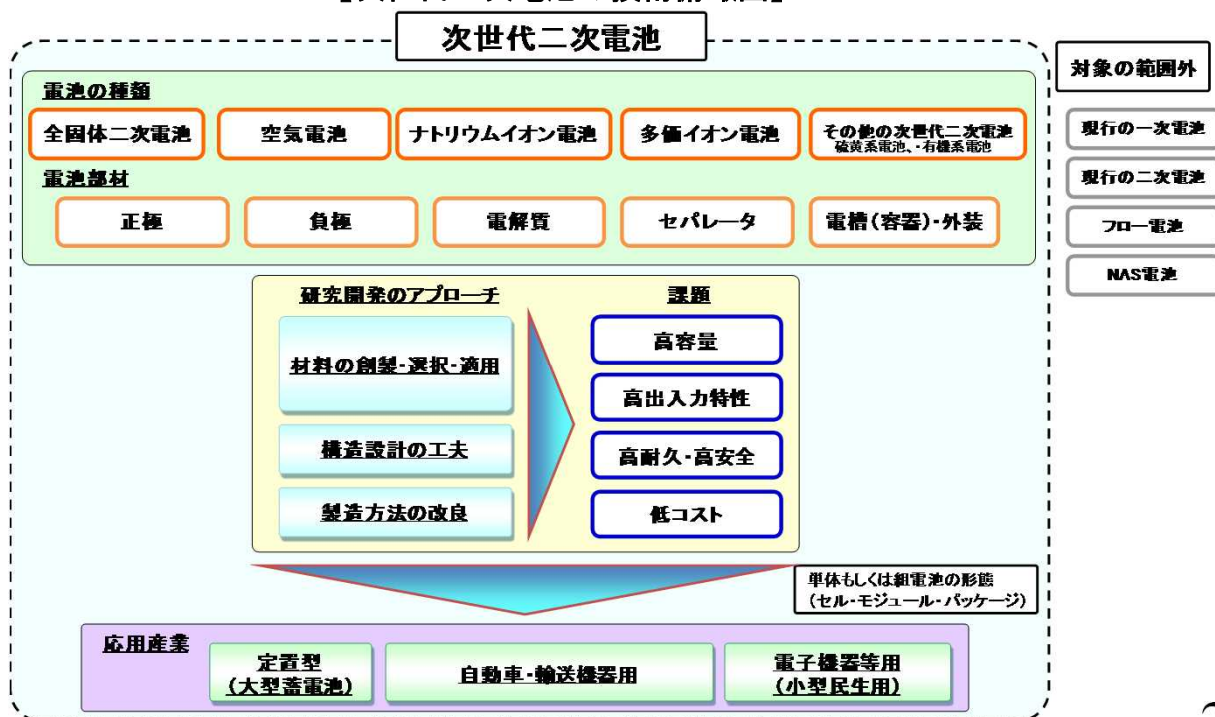 次世代二次電池
電池の種類
全固体二次電池
空気電池
ナトリウムイオン電池
多価イオン電池
その他の次世代二次電池
硫黄系電池、・有機系電池
電池部材
正極
負極
電解質
セパレータ
電槽(容器)・外装
研究開発のアプローチ
材料の創製・選択・適用
構造設計の工夫
製造方法の改良
課題
高容量
高出入力特性
高耐久・高安全
低コスト
単体もしくは組電池の形態
(セル・モジュール・パッケージ)
応用産業
定置型
(大型蓄電池)
自動車・輸送機器用
電子機器等用
(小型民生用)
対象の範囲外
現行の一次電池
現行の二次電池
フロー電池
NAS電池